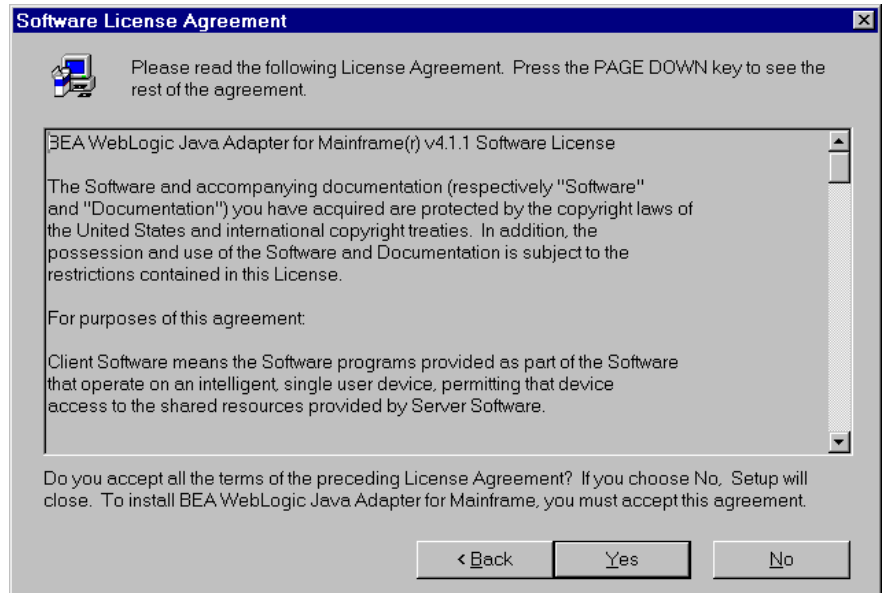 Software License Agreement
Please read the following License Agreement. Press the PAGE DOWN key to see the
rest of the agreement.
BEA WebLogic Java Adapter for Mainframe(r) v4.1.1 Software License
The Software and accompanying documentation (respectively "Software"
and "Documentation") you have acquired are protected by the copyright laws of
the United States and international copyright treaties. In addition, the
possession and use of the Software and Documentation is subject to the
restrictions contained in this License.
For purposes of this agreement:
Client Software means the Software programs provided as part of the Software
that operate on an intelligent, single user device, permitting that device
access to the shared resources provided by Server Software.
Do you accept all the terms of the preceding License Agreement? If you choose No, Setup will
close. To install BEA WebLogic Java Adapter for Mainframe, you must accept this agreement.
< Back Yes No